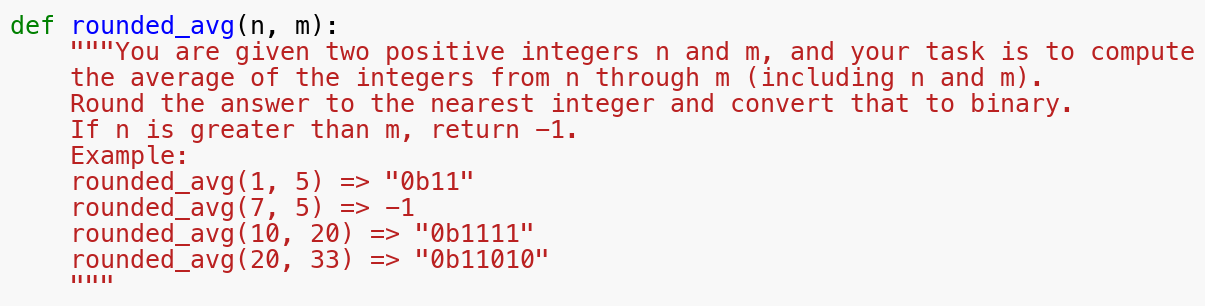 def rounded_avg(n, m):
    """You are given two positive integers n and m, and your task is to compute
    the average of the integers from n through m (including n and m).
    Round the answer to the nearest integer and convert that to binary.
    If n is greater than m, return −1.
    Example:
    rounded_avg(1, 5) => "0b11"
    rounded_avg(7, 5) => −1
    rounded_avg(10, 20) => "0b1111"
    rounded_avg(20, 33) => "0b11010"
    """